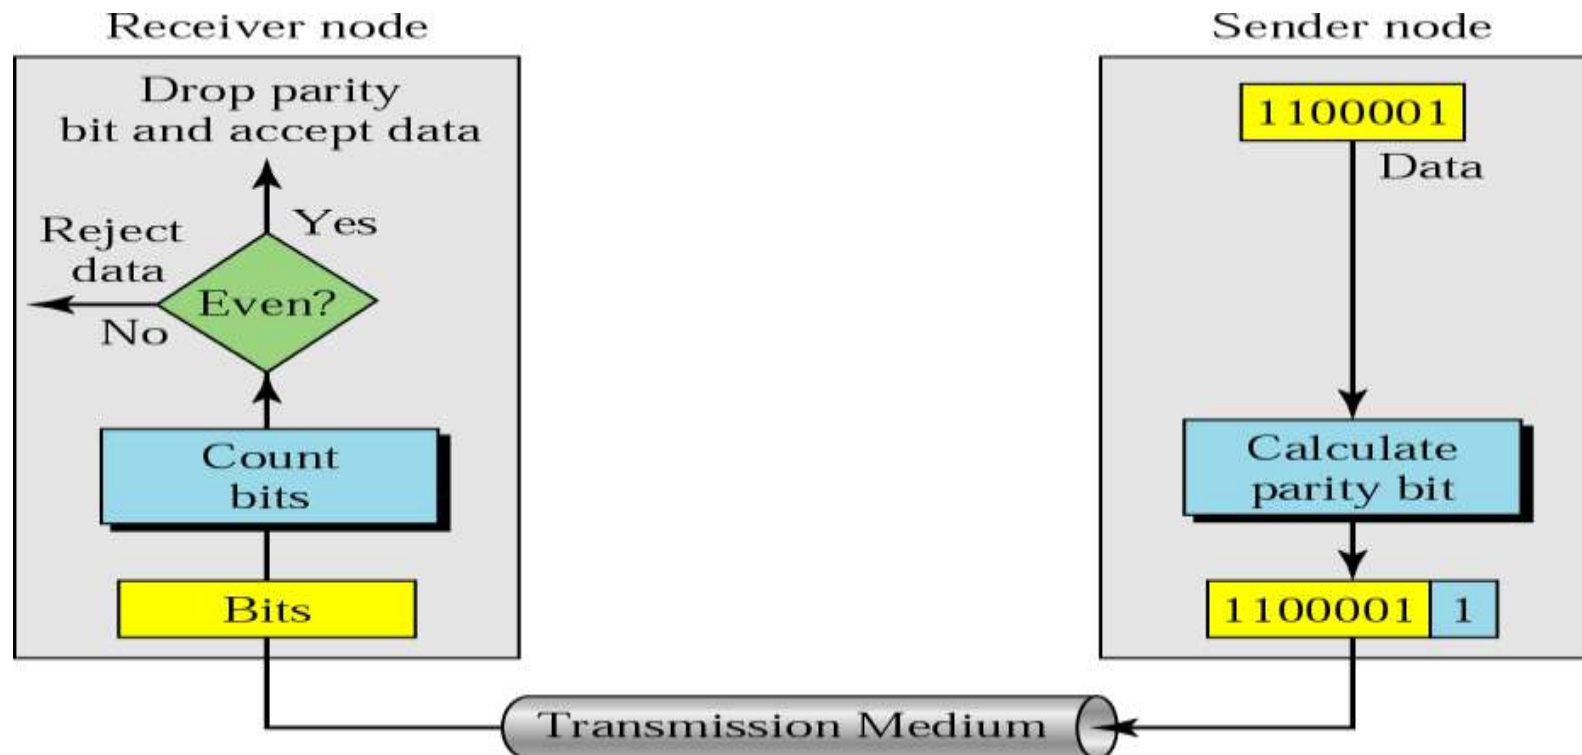 Receiver node
Drop parity
bit and accept data
Yes
Reject
data
Even?
No
Count
bits
Bits
Sender node
1100001
Data
Calculate
parity bit
1100001 1
Transmission Medium